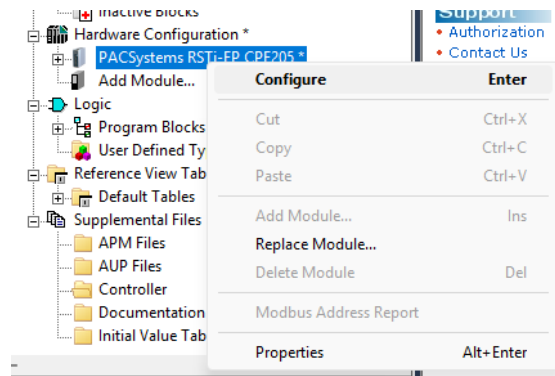 Inactive Blocks
Hardware Configuration *
PACSystems RSTi-EP CPE205 *
Add Module...
Logic
Program Blocks
User Defined Ty
Reference View Tab
Default Tables
Supplemental Files
APM Files
AUP Files
Controller
Documentation
Initial Value Tab
Configure Enter
Cut Ctrl+X
Copy Ctrl+C
Paste Ctrl+V
Add Module... Ins
Replace Module...
Delete Module Del
Modbus Address Report
Properties Alt+Enter
Support
Authorization
Contact Us